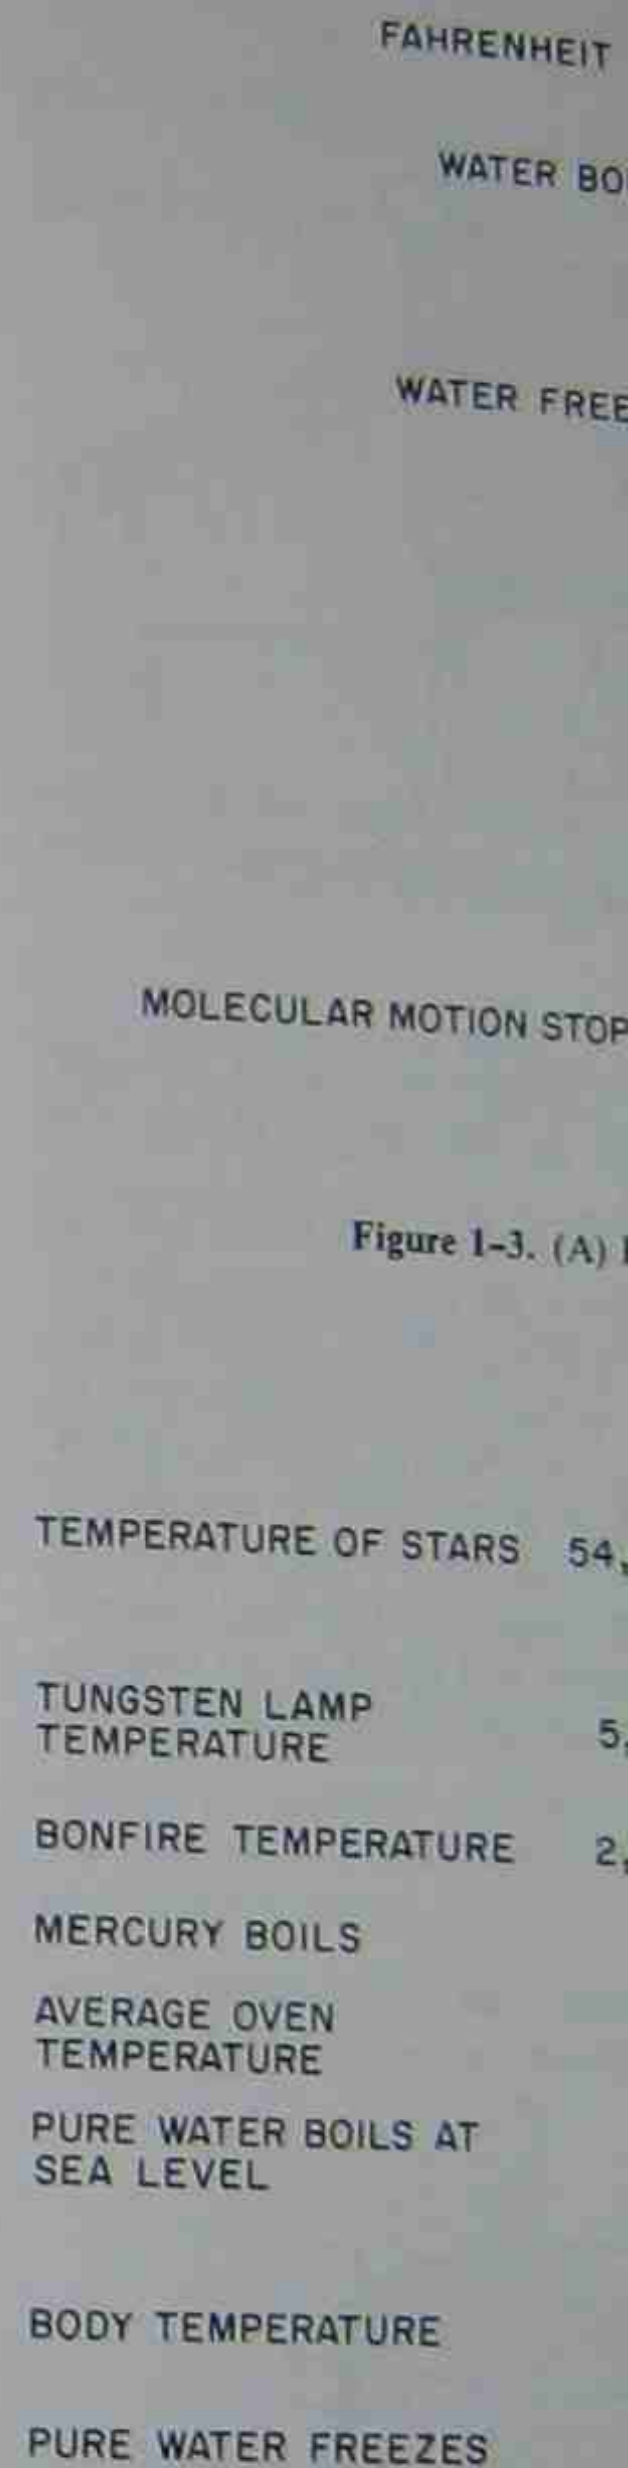 FAHRENHEIT
WATER BO
WATER FREE
MOLECULAR MOTION STOP
Figure 1-3. (A)
TEMPERATURE OF STARS 54,
TUNGSTEN LAMP
TEMPERATURE 5,
BONFIRE TEMPERATURE 2,
MERCURY BOILS
AVERAGE OVEN
TEMPERATURE
PURE WATER BOILS AT
SEA LEVEL
BODY TEMPERATURE
PURE WATER FREEZES